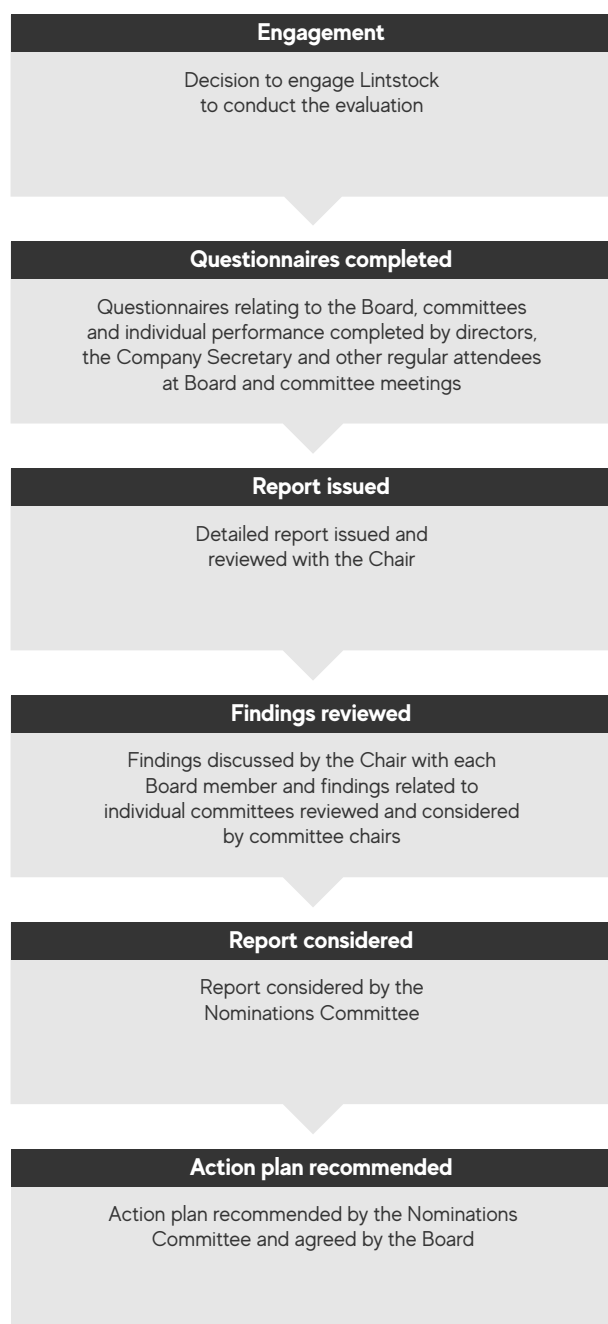 Engagement
Decision to engage Lintstock
to conduct the evaluation
Questionnaires completed
Questionnaires relating to the Board, committees
and individual performance completed by directors,
the Company Secretary and other regular attendees
at Board and committee meetings
Report issued
Detailed report issued and
reviewed with the Chair
Findings reviewed
Findings discussed by the Chair with each
Board member and findings related to
individual committees reviewed and considered
by committee chairs
Report considered
Report considered by the
Nominations Committee
Action plan recommended
Action plan recommended by the Nominations
Committee and agreed by the Board